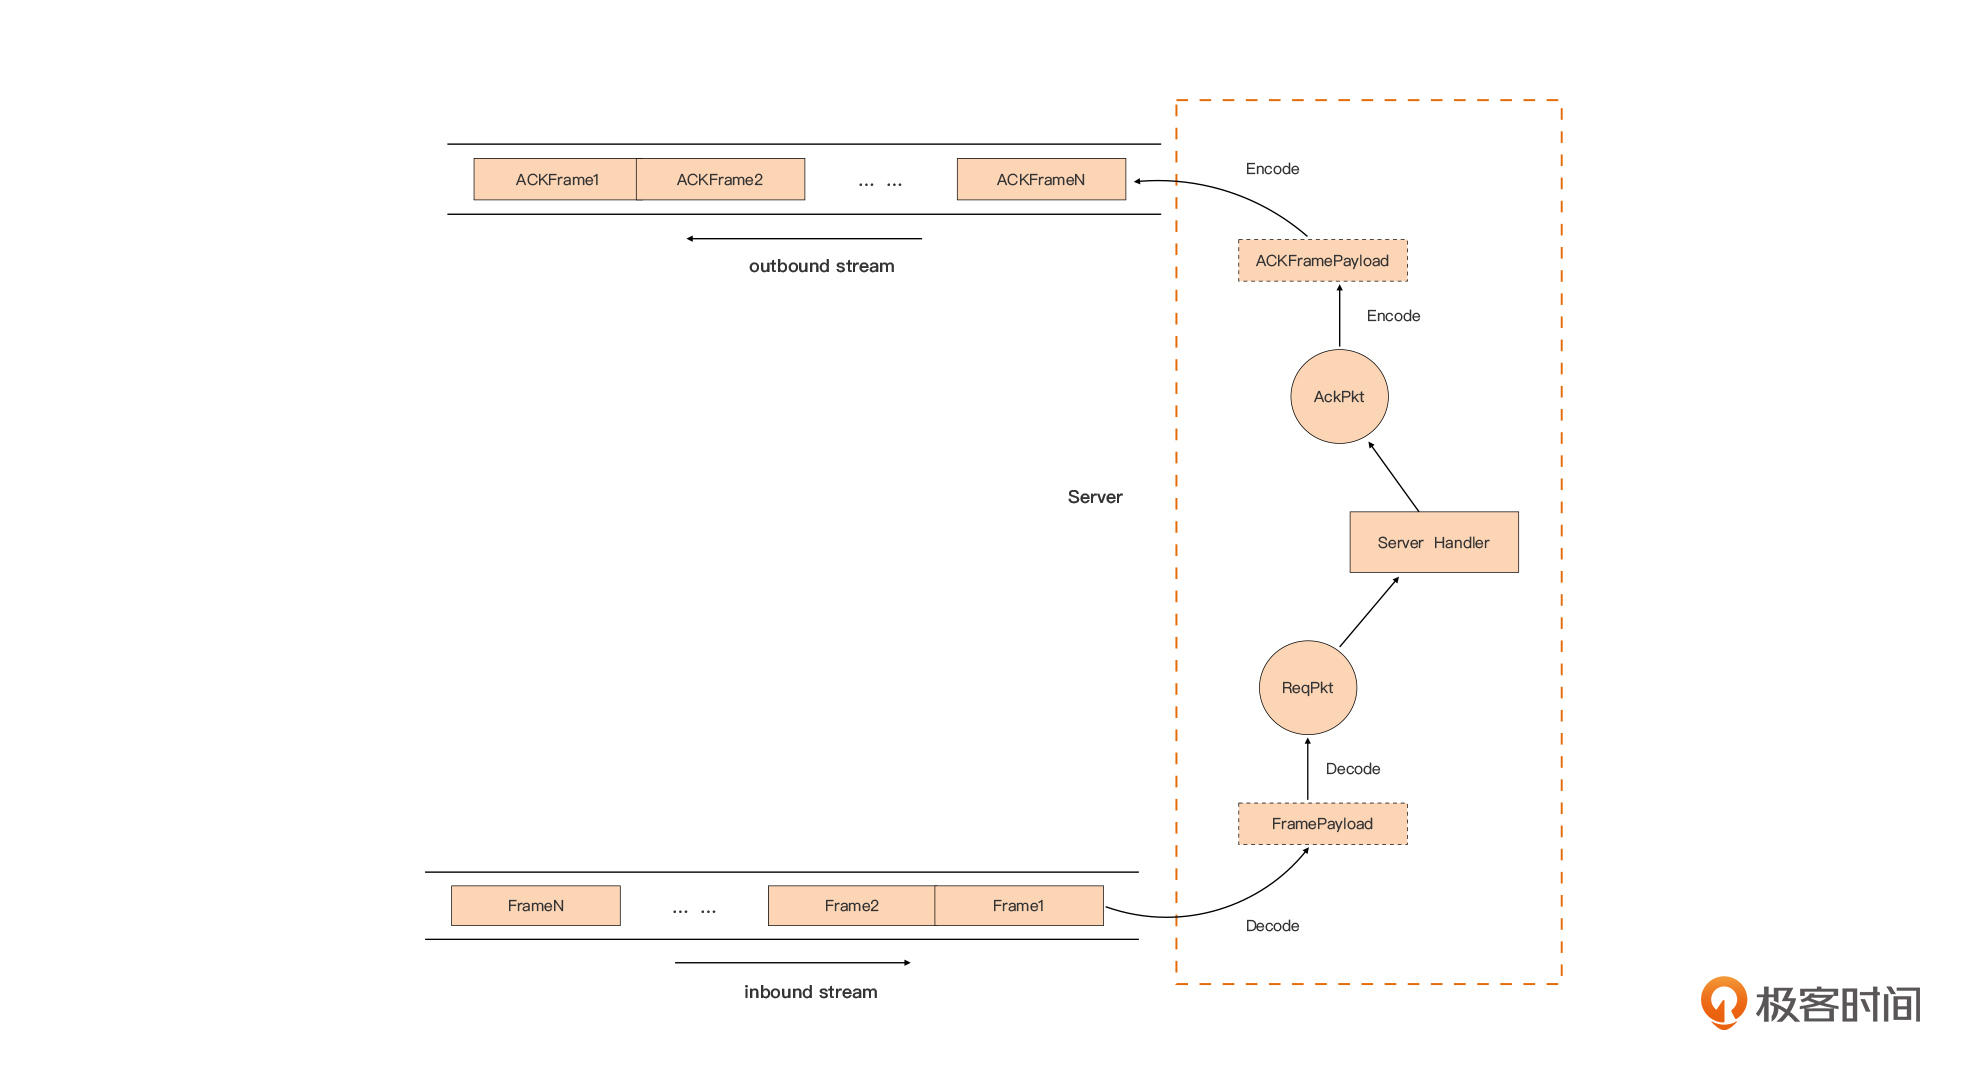 Encode
ACKFrame1
ACKFrame2
... ...
ACKFrameN
outbound stream
ACKFramePayload
Encode
AckPkt
Server
Server Handler
ReqPkt
Decode
FramePayload
FrameN
... ...
Frame2
Frame1
Decode
inbound stream
极客时间